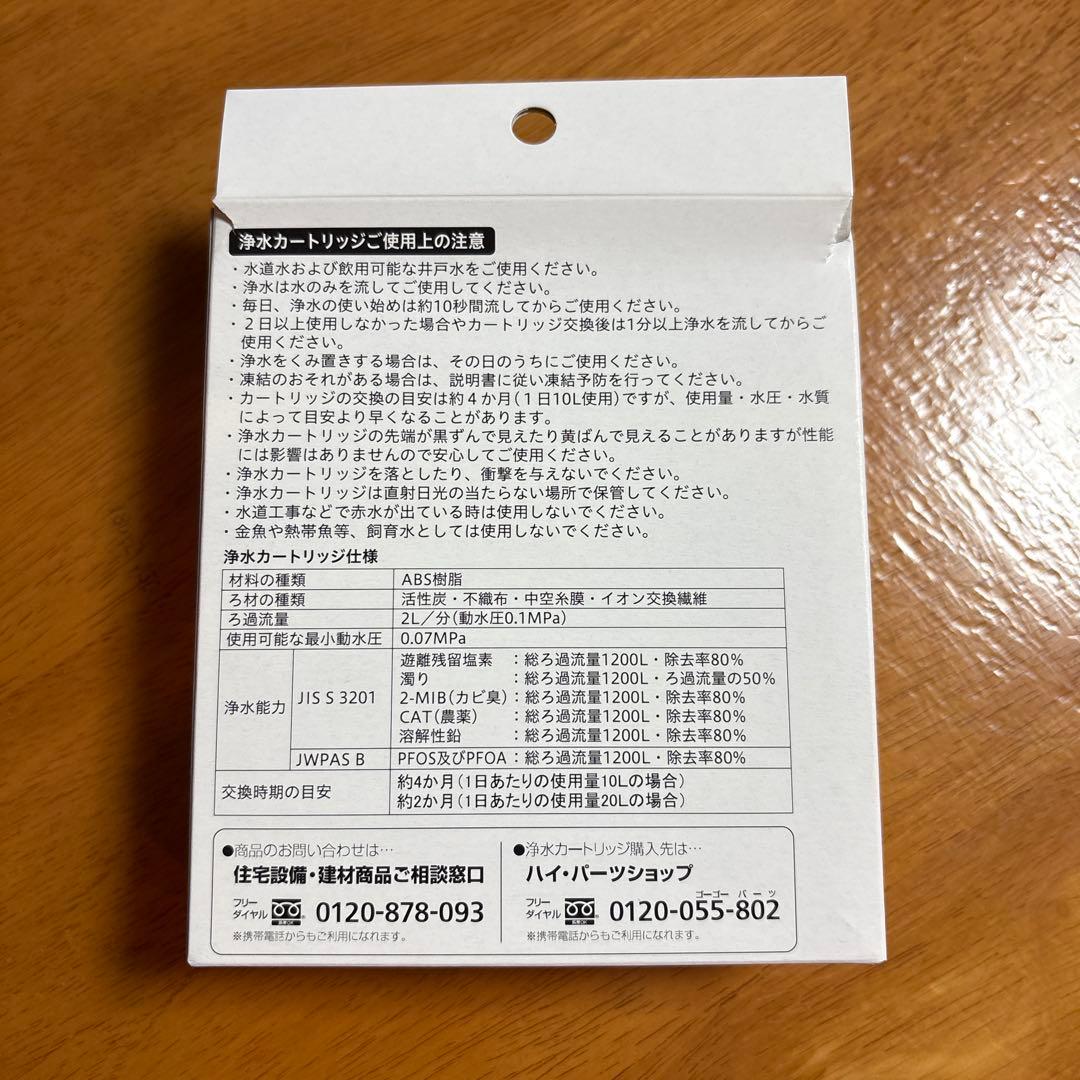 浄水カートリッジご使用上の注意
・水道水および飲用可能な井戸水をご使用ください。
・浄水は水のみを流してご使用してください。
・毎日、浄水の使い始めは約10秒間流してからご使用ください。
・2日以上使用しなかった場合やカートリッジ交換後は1分以上浄水を流してからご
使用ください。
・浄水をくみ置きする場合は、その日のうちにご使用ください。
・凍結のおそれがある場合は、説明書に従い凍結予防を行ってください。
・カートリッジの交換の目安は約4か月(1日10L使用)ですが、使用量・水圧・水質
によって目安より早くなることがあります。
・浄水カートリッジの先端が黒ずんで見えたり黄ばんで見えることがありますが性能
には影響はありませんので安心してご使用ください。
・浄水カートリッジを落としたり、衝撃を与えないでください。
・浄水カートリッジは直射日光の当たらない場所で保管してください。
・水道工事などで赤水が出ている時は使用しないでください。
・金魚や熱帯魚等、飼育水としては使用しないでください。
浄水カートリッジ仕様
材料の種類 ABS樹脂
ろ材の種類 活性炭・不織布・中空糸膜・イオン交換繊維
ろ過流量 2L/分(動水圧0.1MPa)
使用可能な最小動水圧 0.07MPa
浄水能力 JIS S 3201 遊離残留塩素 :総ろ過流量1200L・除去率80%
濁り :総ろ過流量1200L・ろ過流量の50%
2-MIB(カビ臭):総ろ過流量1200L・除去率80%
CAT(農薬) :総ろ過流量1200L・除去率80%
溶解性鉛 :総ろ過流量1200L・除去率80%
JWPAS B PFOS及びPFOA:総ろ過流量1200L・除去率80%
交換時期の目安 約4か月(1日あたりの使用量10Lの場合)
約2か月(1日あたりの使用量20Lの場合)
●商品のお問い合わせは…
住宅設備・建材商品ご相談窓口
フリーダイヤル 0120-878-093
※携帯電話からもご利用になれます。
●浄水カートリッジ購入先は…
ハイ・パーツショップ
ゴーゴー パーツ
フリーダイヤル 0120-055-802
※携帯電話からもご利用になれます。